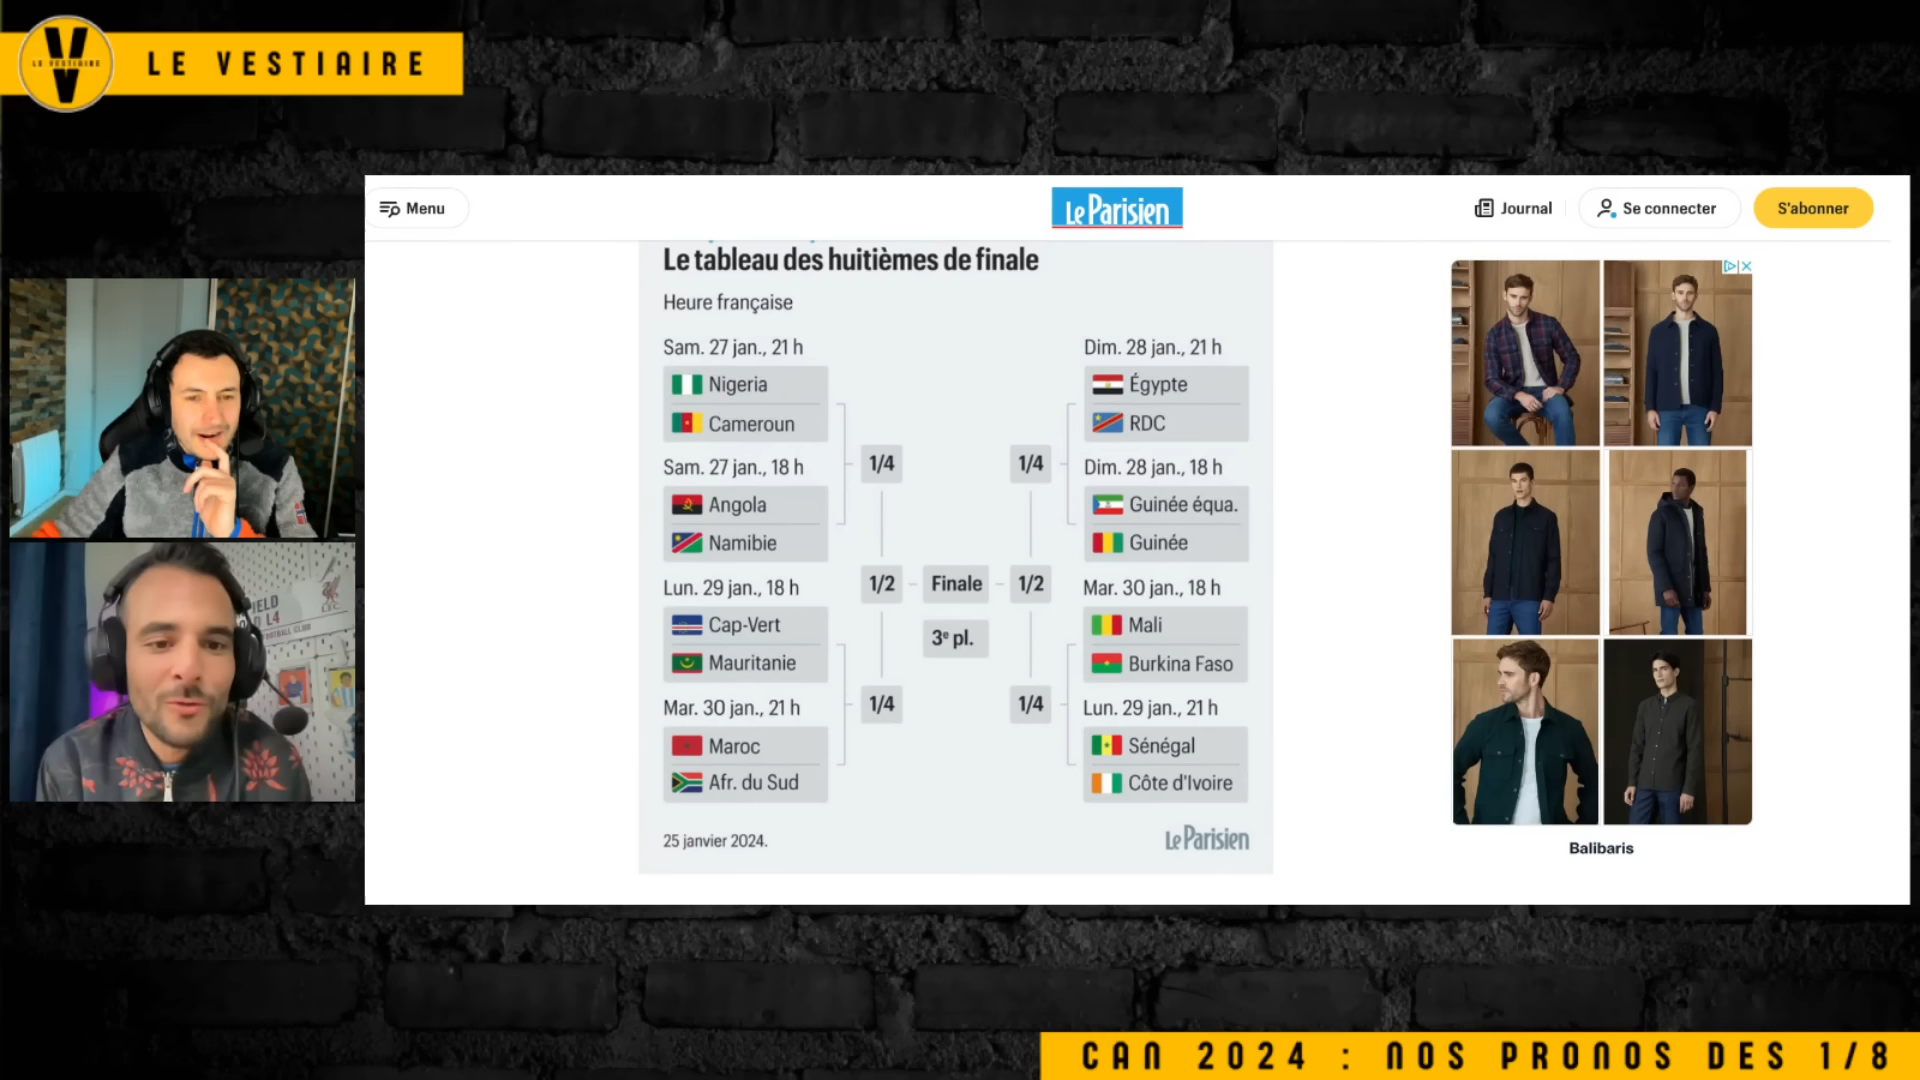 LE VESTIAIRE
LE VESTIAIRE
Menu
Le Parisien
Journal
Se connecter
S'abonner
Le tableau des huitièmes de finale
Heure française
Sam. 27 jan., 21 h
Nigeria
Cameroun
Sam. 27 jan., 18 h
Angola
Namibie
Lun. 29 jan., 18 h
Cap-Vert
Mauritanie
Mar. 30 jan., 21 h
Maroc
Afr. du Sud
1/4
1/4
1/2
Finale
1/2
3e pl.
1/4
1/4
Dim. 28 jan., 21 h
Égypte
RDC
Dim. 28 jan., 18 h
Guinée équa.
Guinée
Mar. 30 jan., 18 h
Mali
Burkina Faso
Lun. 29 jan., 21 h
Sénégal
Côte d'Ivoire
25 janvier 2024.
Le Parisien
Balibaris
CAN 2024 : NOS PRONOS DES 1/8